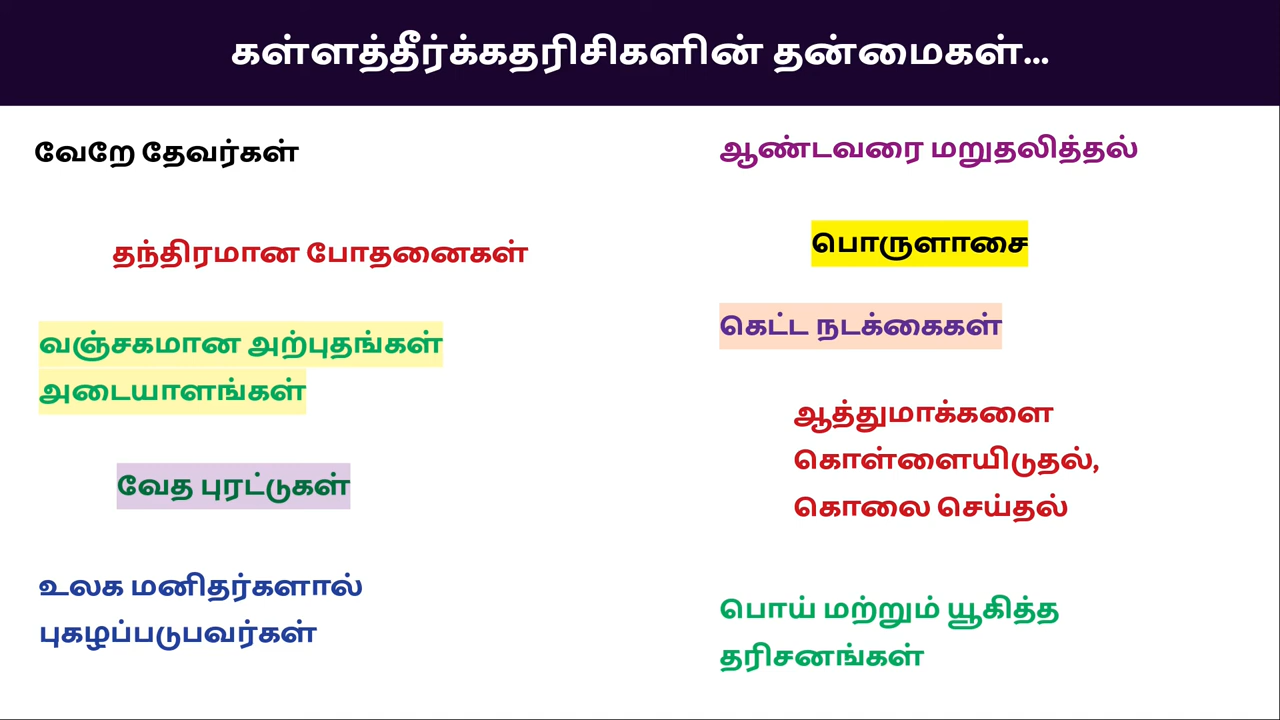 கள்ளத்தீர்க்கதரிசிகளின் தன்மைகள்...
வேறே தேவர்கள்
தந்திரமான போதனைகள்
வஞ்சகமான அற்புதங்கள்
அடையாளங்கள்
வேத புரட்டுகள்
உலக மனிதர்களால்
புகழப்படுபவர்கள்
ஆண்டவரை மறுதலித்தல்
பொருளாசை
கெட்ட நடக்கைகள்
ஆத்துமாக்களை
கொள்ளையிடுதல்,
கொலை செய்தல்
பொய் மற்றும் யூகித்த
தரிசனங்கள்